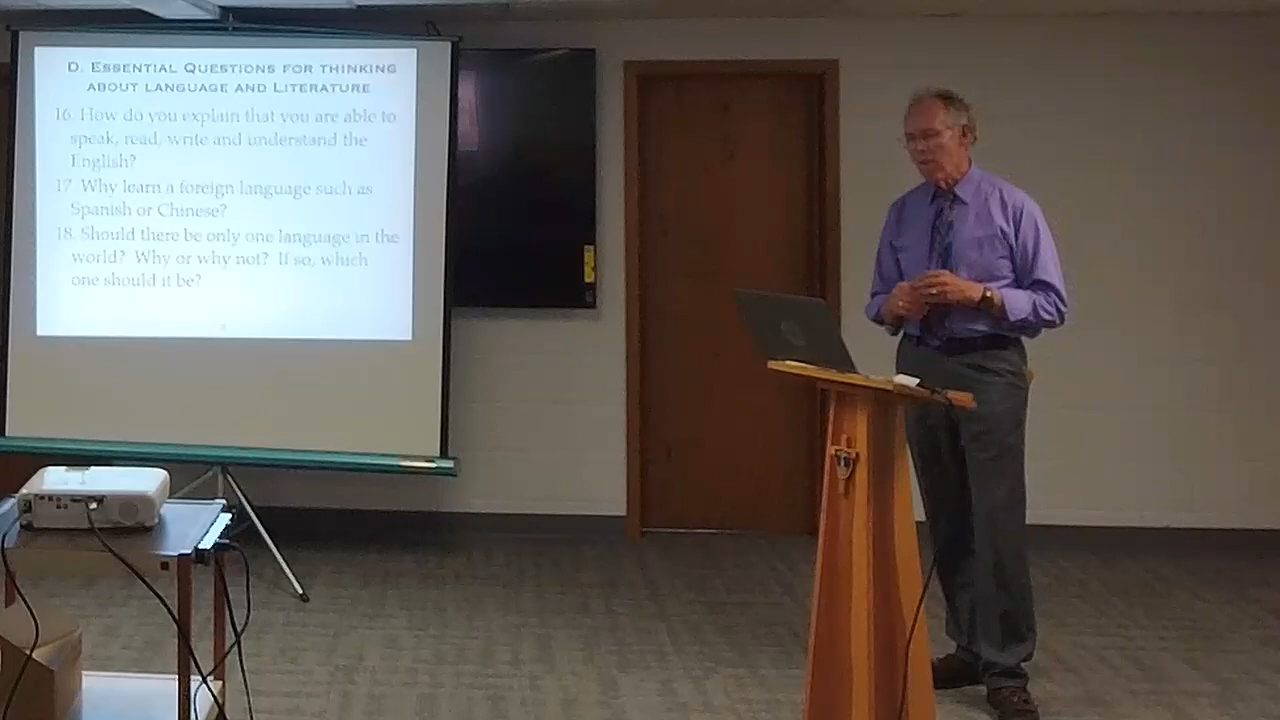 D. ESSENTIAL QUESTIONS FOR THINKING
ABOUT LANGUAGE AND LITERATURE
16. How do you explain that you are able to
speak, read, write and understand the
English?
17. Why learn a foreign language such as
Spanish or Chinese?
18. Should there be only one language in the
world? Why or why not? If so, which
one should it be?